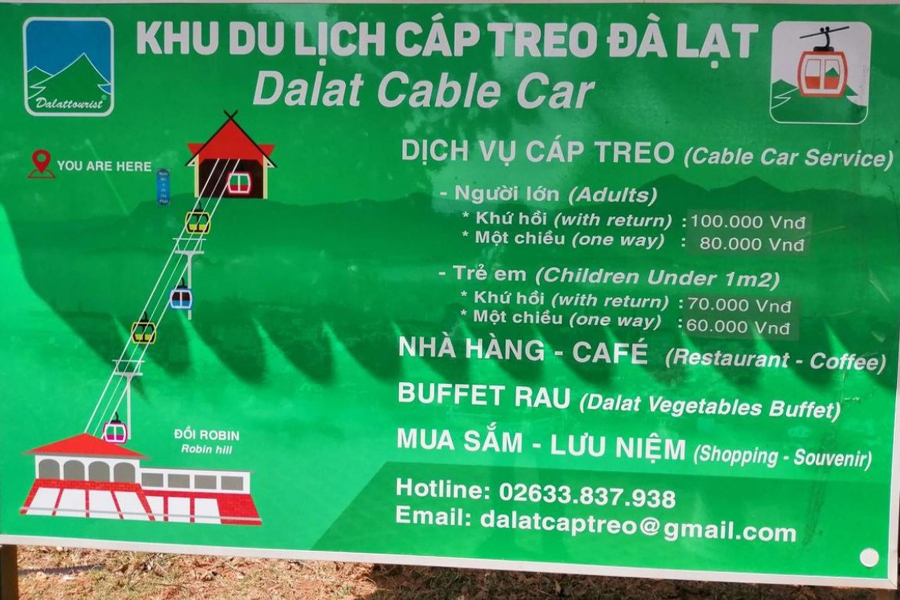 KHU DU LỊCH CÁP TREO ĐÀ LẠT
Dalat Cable Car
Dalattourist
YOU ARE HERE
DỊCH VỤ CÁP TREO (Cable Car Service)
- Người lớn (Adults)
* Khứ hồi (with return) : 100.000 Vnđ
* Một chiều (one way) : 80.000 Vnđ
- Trẻ em (Children Under 1m2)
* Khứ hồi (with return) : 70.000 Vnđ
* Một chiều (one way) : 60.000 Vnđ
NHÀ HÀNG - CAFÉ (Restaurant - Coffee)
BUFFET RAU (Dalat Vegetables Buffet)
MUA SẮM - LƯU NIỆM (Shopping - Souvenir)
ĐỒI ROBIN
Robin hill
Hotline: 02633.837.938
Email: dalatcaptreo@gmail.com